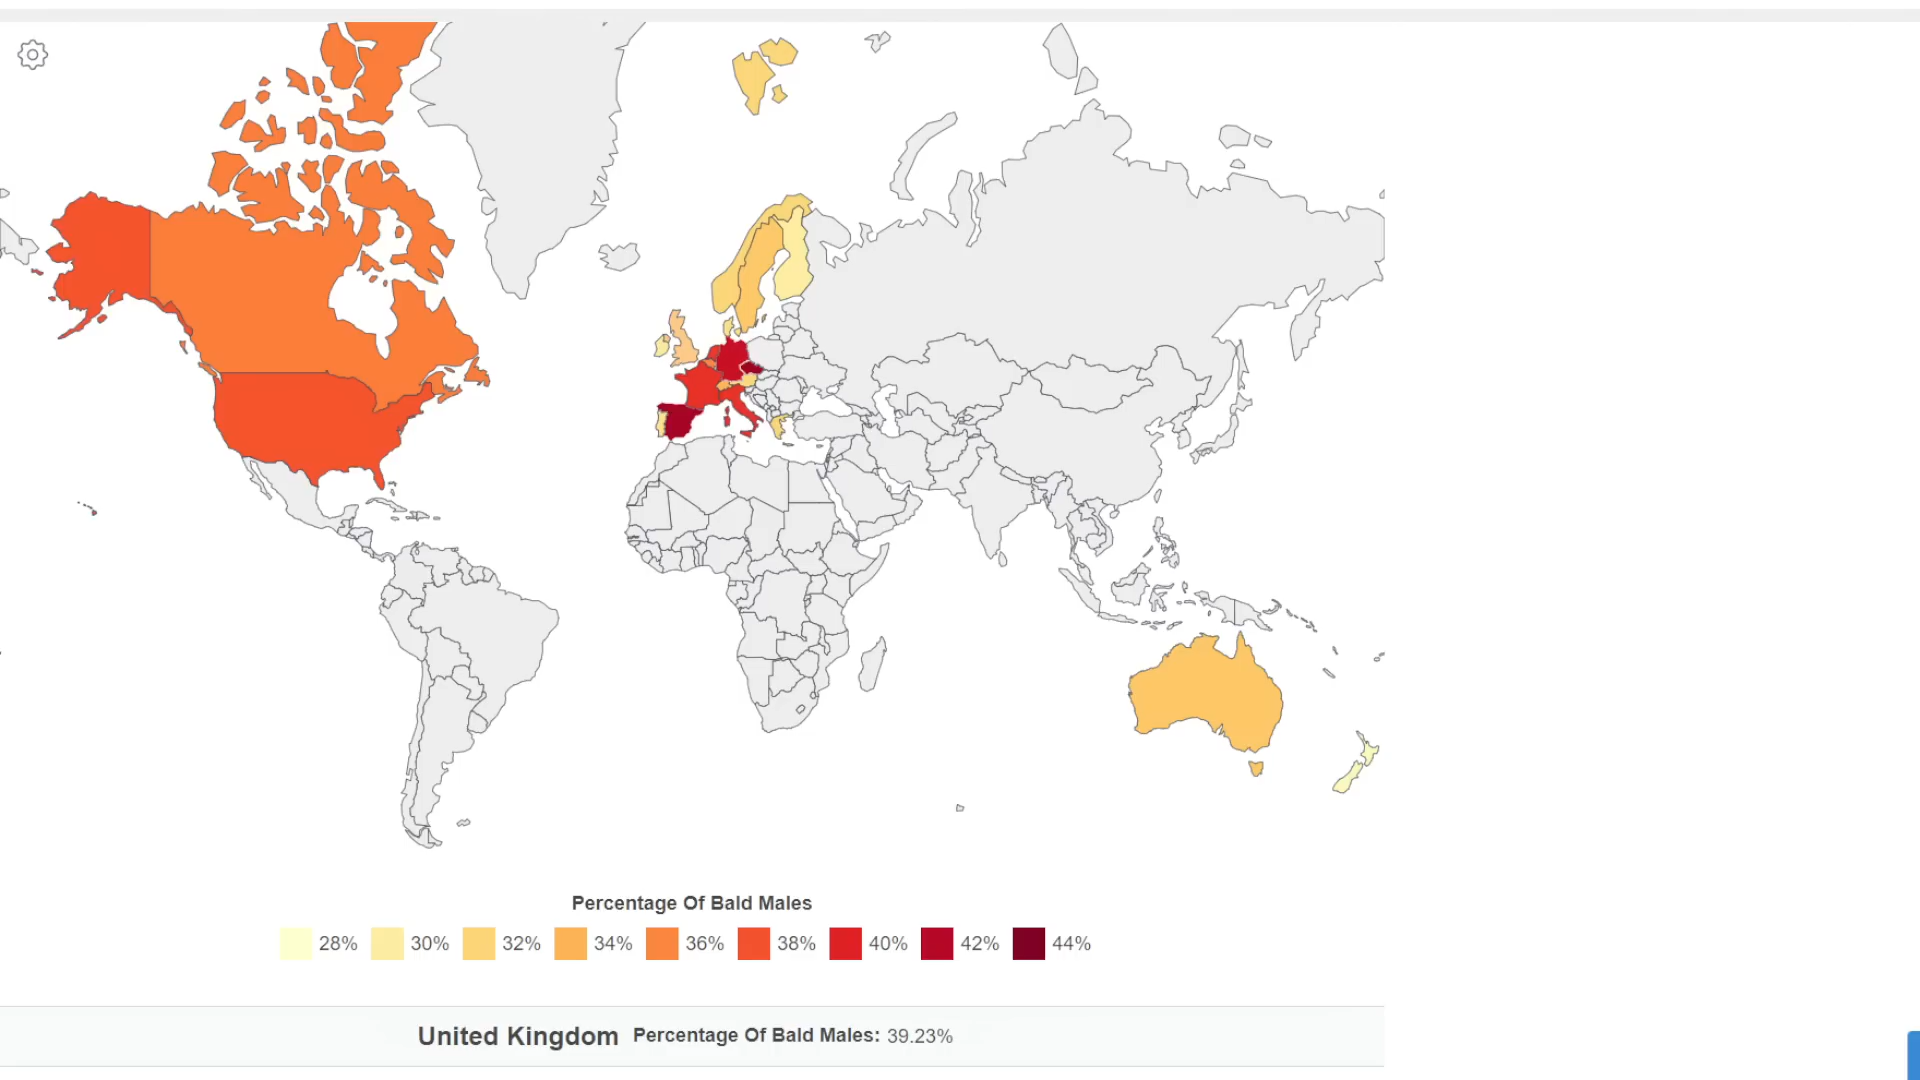 Percentage Of Bald Males
28% 30% 32% 34% 36% 38% 40% 42% 44%
United Kingdom Percentage Of Bald Males: 39.23%